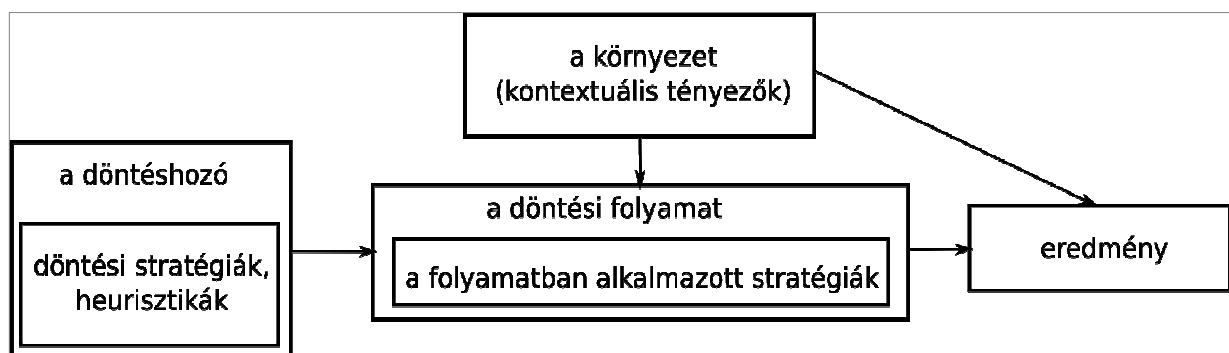 a környezet
(kontextuális tényezők)
a döntéshozó
döntési stratégiák,
heurisztikák
a döntési folyamat
a folyamatban alkalmazott stratégiák
eredmény